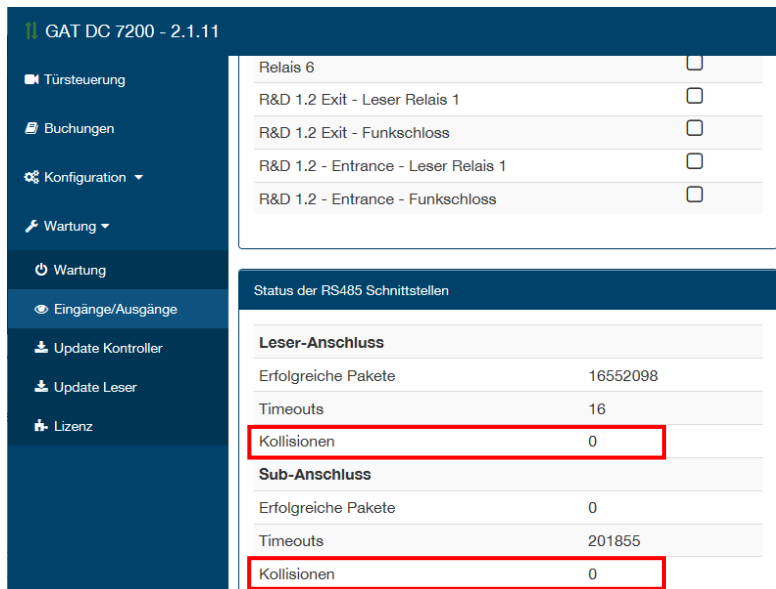 GAT DC 7200 - 2.1.11
Türsteuerung
Buchungen
Konfiguration
Wartung
Wartung
Eingänge/Ausgänge
Update Kontroller
Update Leser
Lizenz
Relais 6
R&D 1.2 Exit - Leser Relais 1
R&D 1.2 Exit - Funkschloss
R&D 1.2 - Entrance - Leser Relais 1
R&D 1.2 - Entrance - Funkschloss
Status der RS485 Schnittstellen
Leser-Anschluss
Erfolgreiche Pakete 16552098
Timeouts 16
Kollisionen 0
Sub-Anschluss
Erfolgreiche Pakete 0
Timeouts 201855
Kollisionen 0